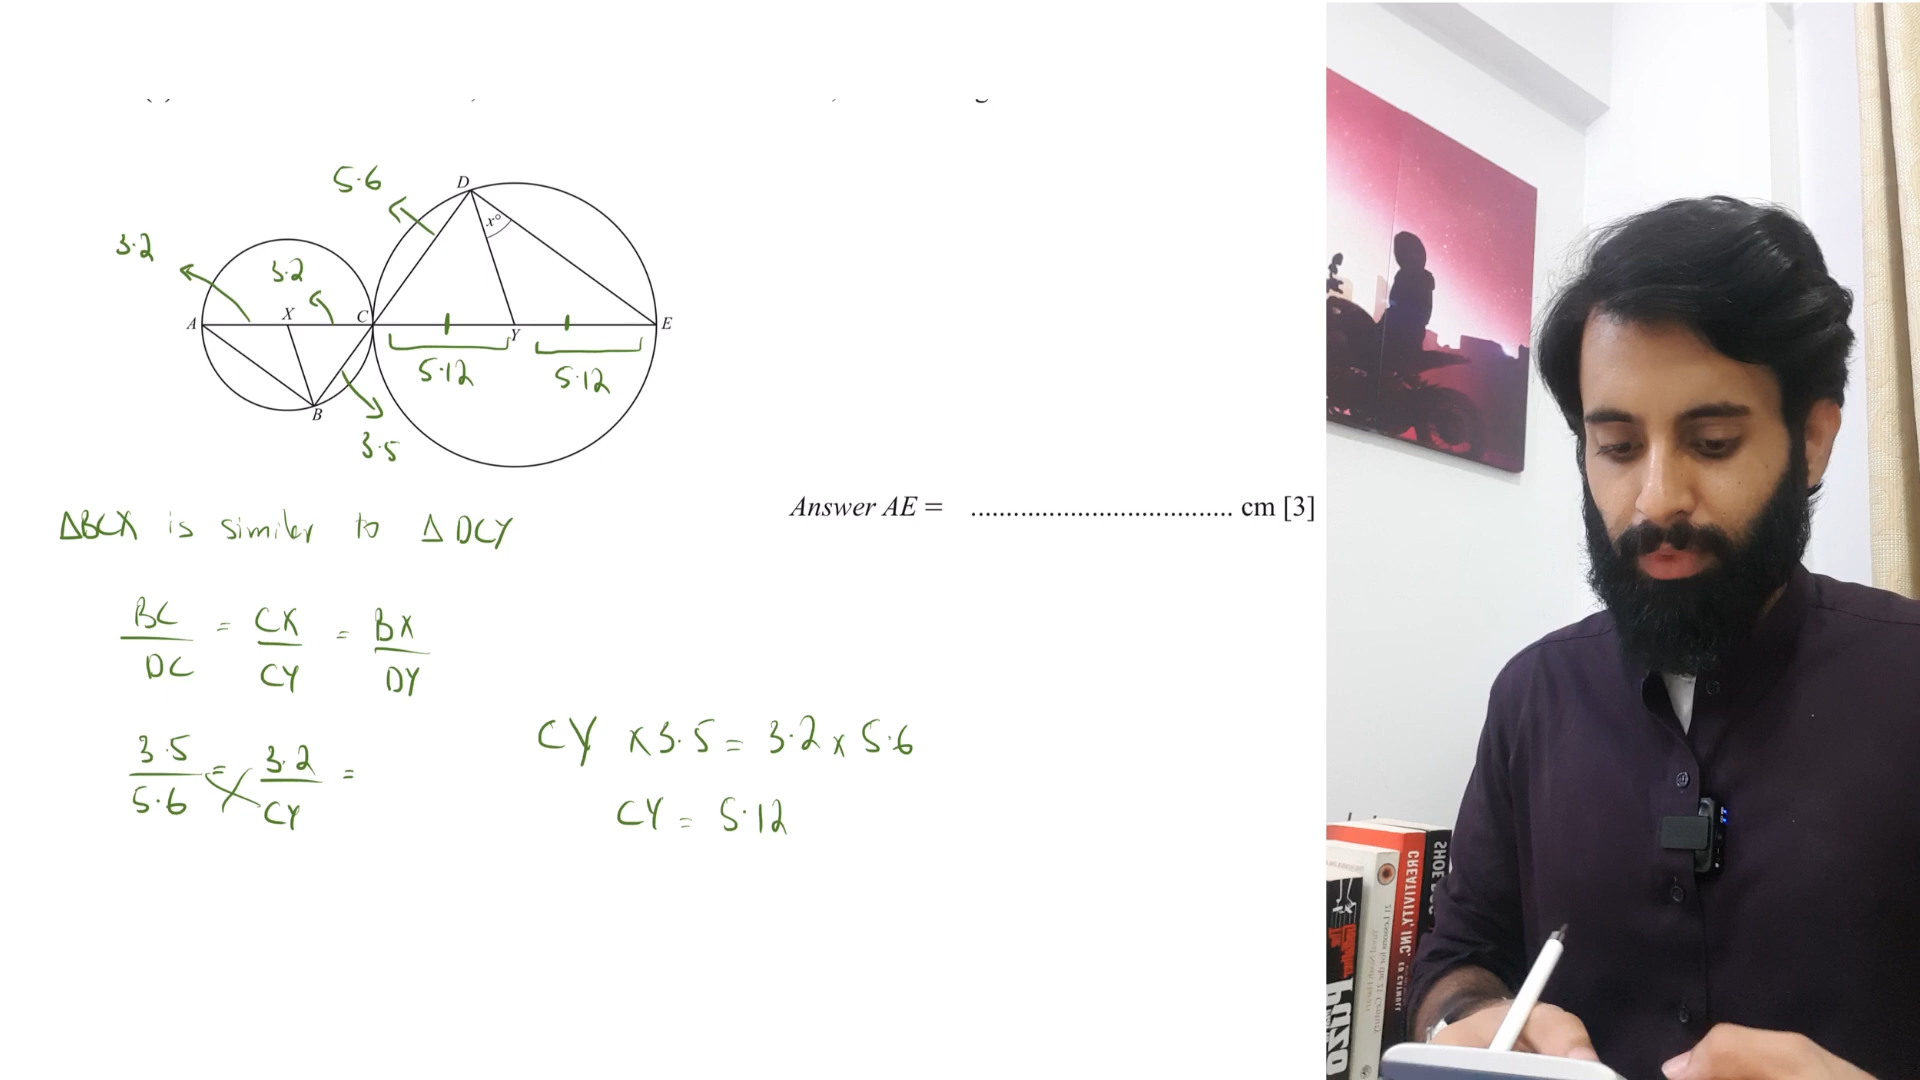 5.6
D
x°
3.2
3.2
A
X
C
Y
E
5.12
5.12
B
3.5
Answer AE = .................................. cm [3]
ΔBCX is similar to ΔDCY
BC/DC = CX/CY = BX/DY
3.5/5.6 = 3.2/CY =
CY × 3.5 = 3.2 × 5.6
CY = 5.12
SHOE
CREATIVITY, INC.
ED CATMULL